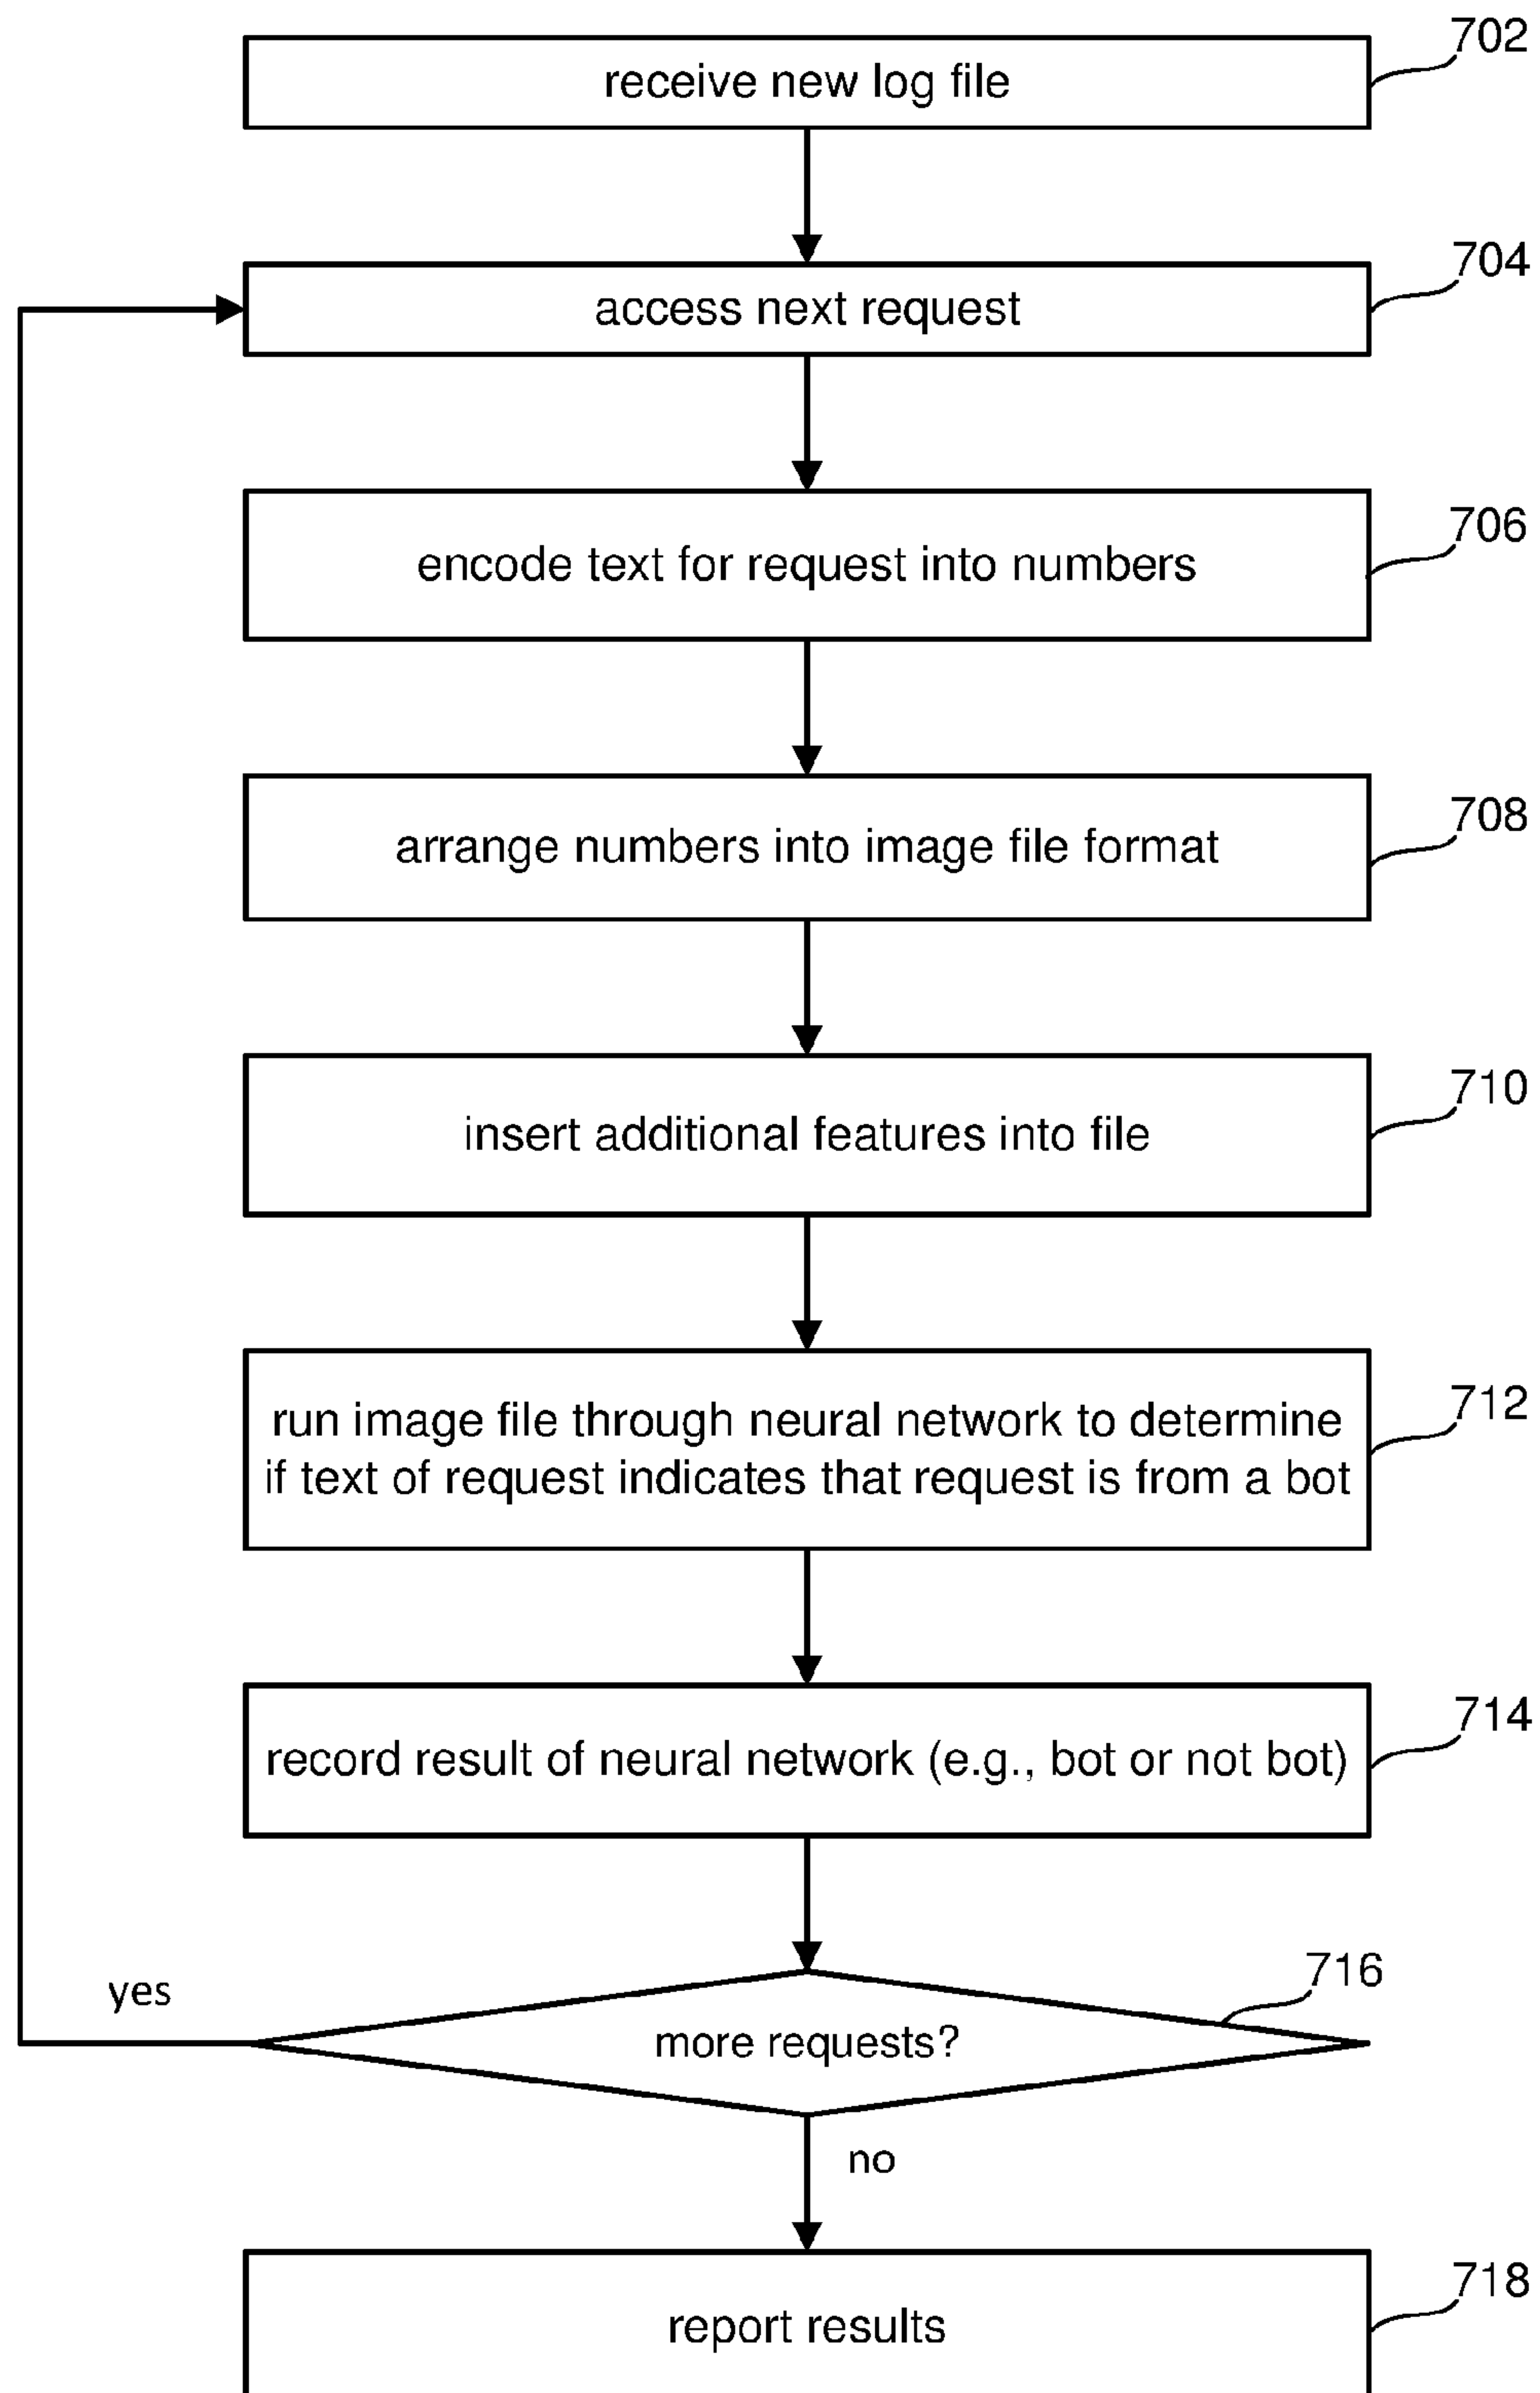 702
receive new log file
704
access next request
706
encode text for request into numbers
708
arrange numbers into image file format
710
insert additional features into file
712
run image file through neural network to determine
if text of request indicates that request is from a bot
714
record result of neural network (e.g., bot or not bot)
716
yes
more requests?
no
718
report results